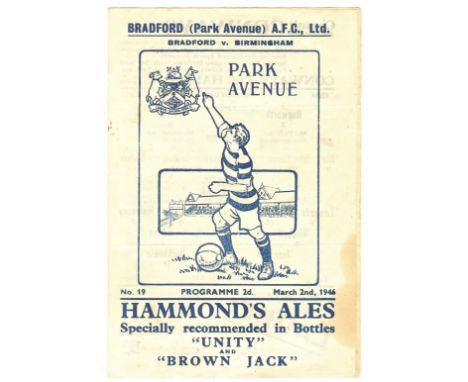 BRADFORD (Park Avenue) A.F.C., Ltd.
BRADFORD v. BIRMINGHAM
PARK
AVENUE
No. 19 PROGRAMME 2d. March 2nd, 1946
HAMMOND'S ALES
Specially recommended in Bottles
"UNITY"
AND
"BROWN JACK"